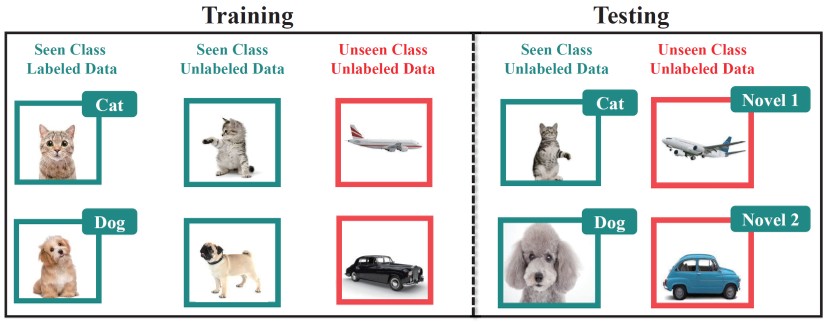 Training
Testing
Seen Class
Labeled Data
Seen Class
Unlabeled Data
Unseen Class
Unlabeled Data
Seen Class
Unlabeled Data
Unseen Class
Unlabeled Data
Cat
Cat
Novel 1
Dog
Dog
Novel 2